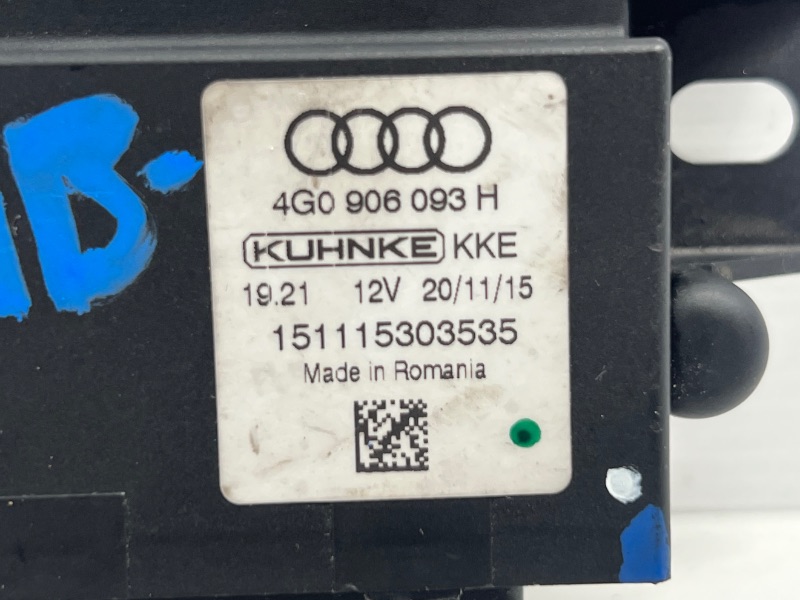 B-
4G0 906 093 H
KUHNKE KKE
19.21 12V 20/11/15
151115303535
Made in Romania